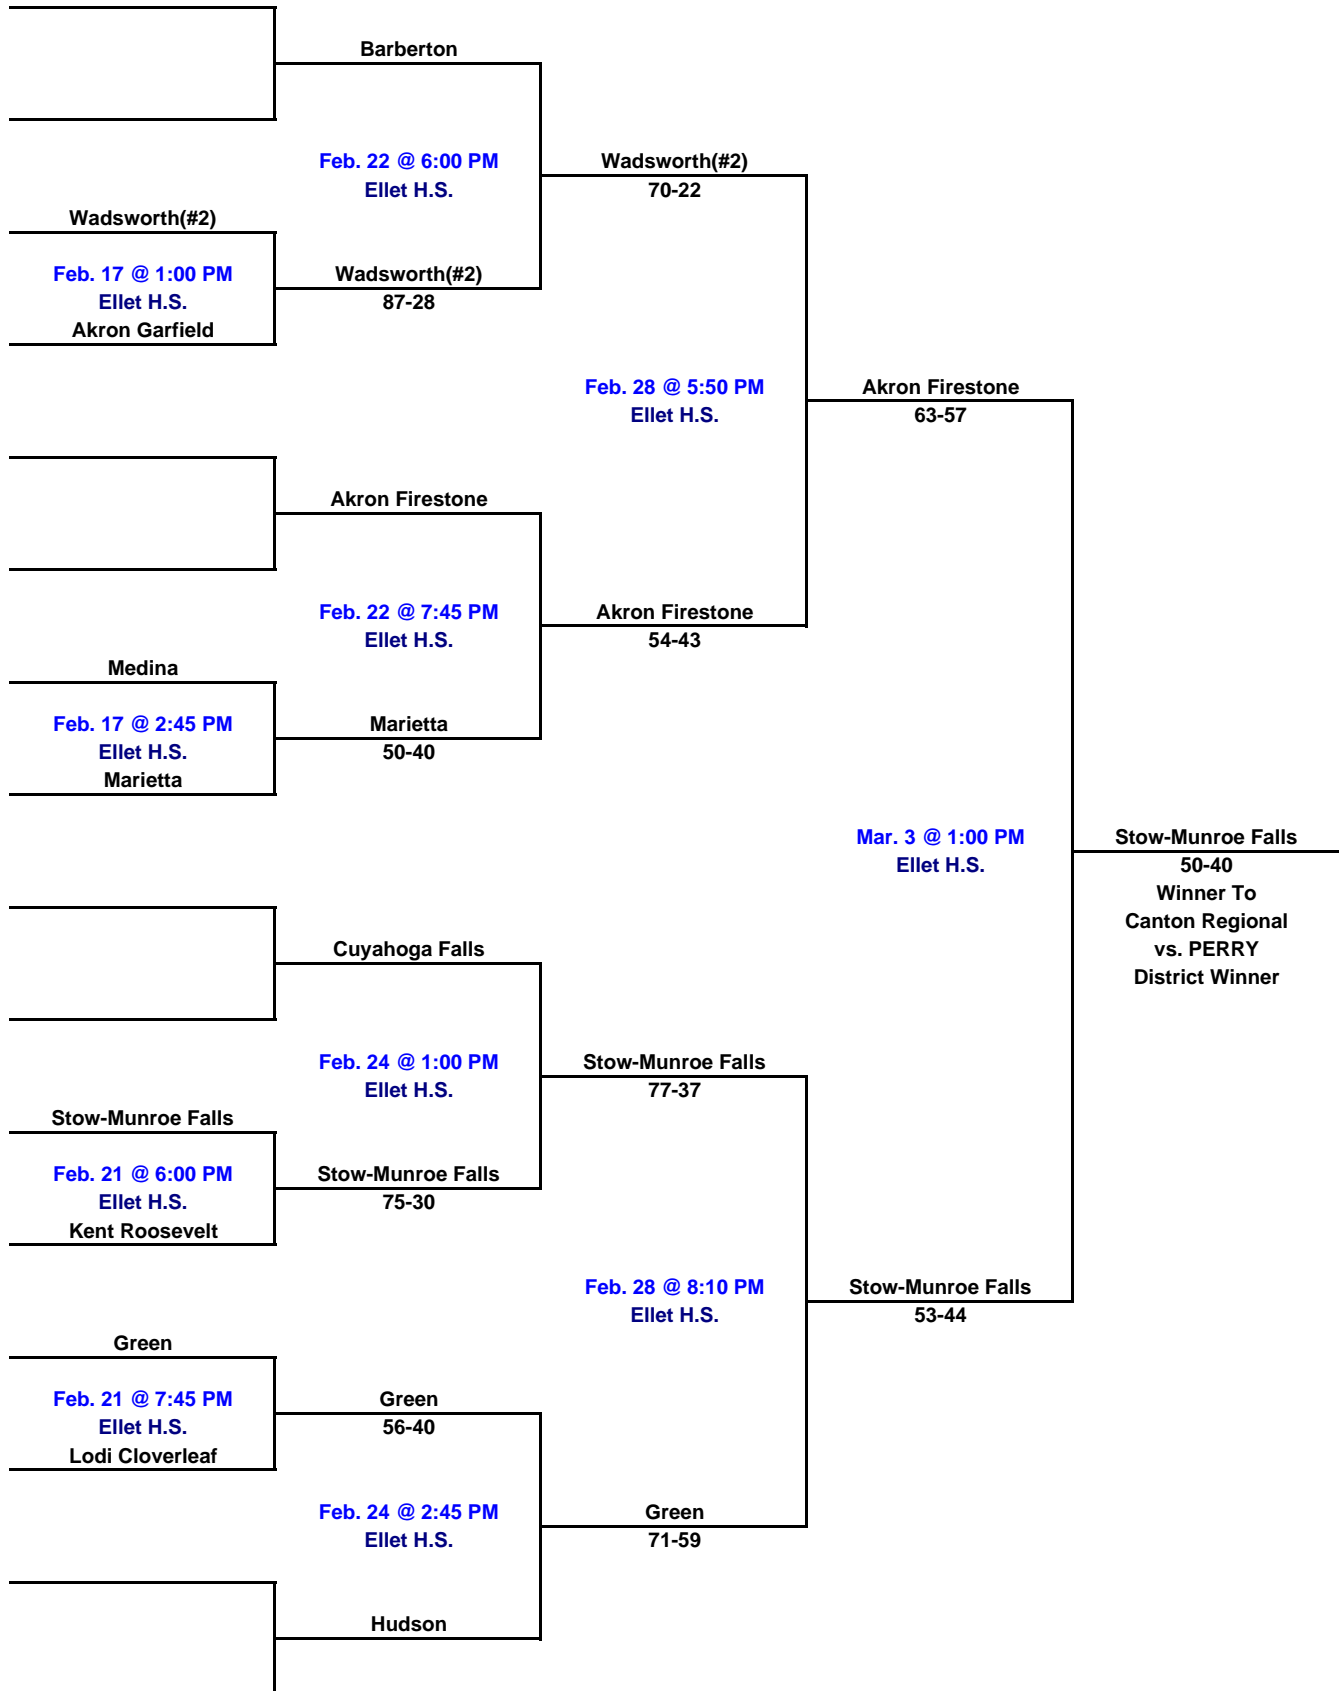 Barberton
Feb. 22 @ 6:00 PM
Ellet H.S.
Wadsworth(#2)
70-22
Wadsworth(#2)
Feb. 17 @ 1:00 PM
Ellet H.S.
Akron Garfield
Wadsworth(#2)
87-28
Feb. 28 @ 5:50 PM
Ellet H.S.
Akron Firestone
63-57
Akron Firestone
Feb. 22 @ 7:45 PM
Ellet H.S.
Akron Firestone
54-43
Medina
Feb. 17 @ 2:45 PM
Ellet H.S.
Marietta
Marietta
50-40
Mar. 3 @ 1:00 PM
Ellet H.S.
Stow-Munroe Falls
50-40
Winner To
Canton Regional
vs. PERRY
District Winner
Cuyahoga Falls
Feb. 24 @ 1:00 PM
Ellet H.S.
Stow-Munroe Falls
77-37
Stow-Munroe Falls
Feb. 21 @ 6:00 PM
Ellet H.S.
Kent Roosevelt
Stow-Munroe Falls
75-30
Feb. 28 @ 8:10 PM
Ellet H.S.
Stow-Munroe Falls
53-44
Green
Feb. 21 @ 7:45 PM
Ellet H.S.
Lodi Cloverleaf
Green
56-40
Feb. 24 @ 2:45 PM
Ellet H.S.
Green
71-59
Hudson